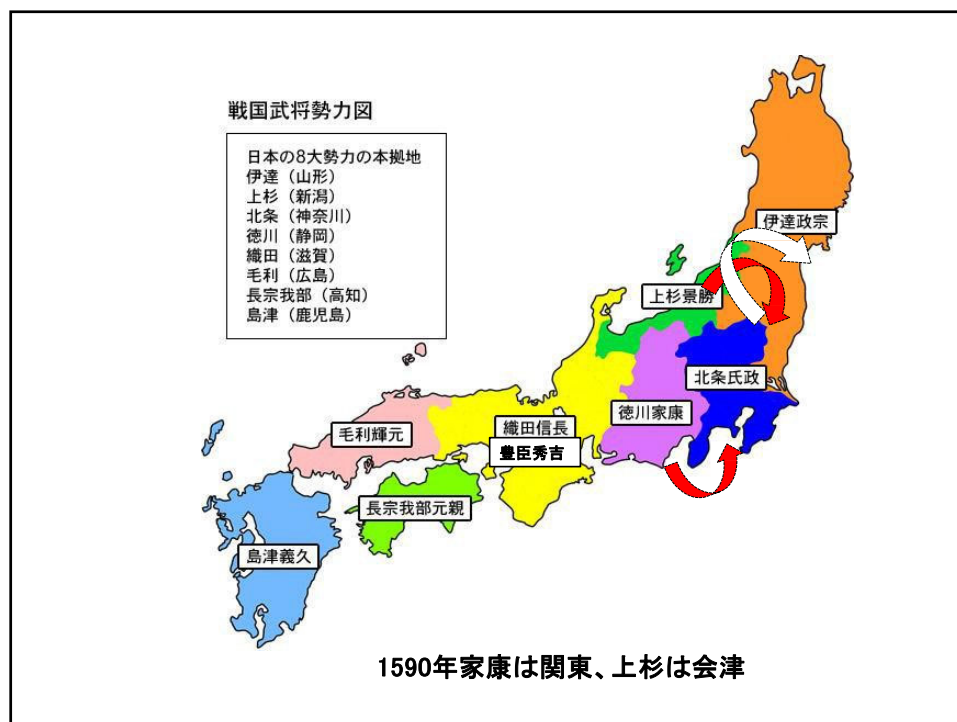 戦国武将勢力図
日本の8大勢力の本拠地
伊達（山形）
上杉（新潟）
北条（神奈川）
徳川（静岡）
織田（滋賀）
毛利（広島）
長宗我部（高知）
島津（鹿児島）
伊達政宗
上杉景勝
北条氏政
徳川家康
織田信長
豊臣秀吉
毛利輝元
長宗我部元親
島津義久
1590年家康は関東、上杉は会津